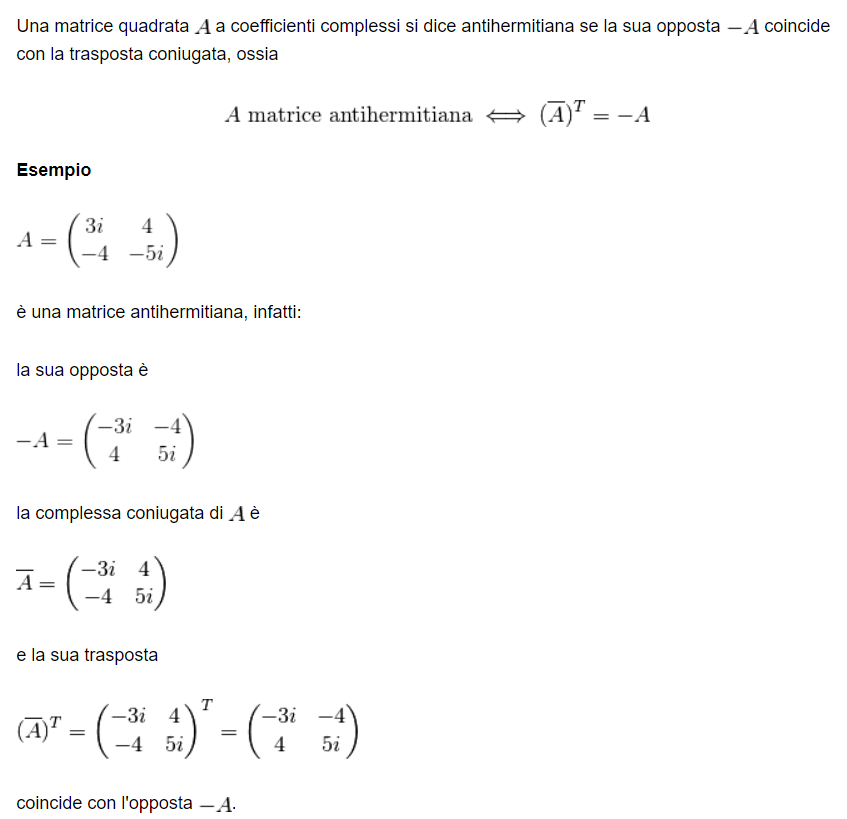 Una matrice quadrata A a coefficienti complessi si dice antihermitiana se la sua opposta −A coincide
con la trasposta coniugata, ossia
A matrice antihermitiana ⟺ (A̅)ᵀ = −A
Esempio
A = (3i 4; −4 −5i)
è una matrice antihermitiana, infatti:
la sua opposta è
−A = (−3i −4; 4 5i)
la complessa coniugata di A è
A̅ = (−3i 4; −4 5i)
e la sua trasposta
(A̅)ᵀ = (−3i 4; −4 5i)ᵀ = (−3i −4; 4 5i)
coincide con l'opposta −A.